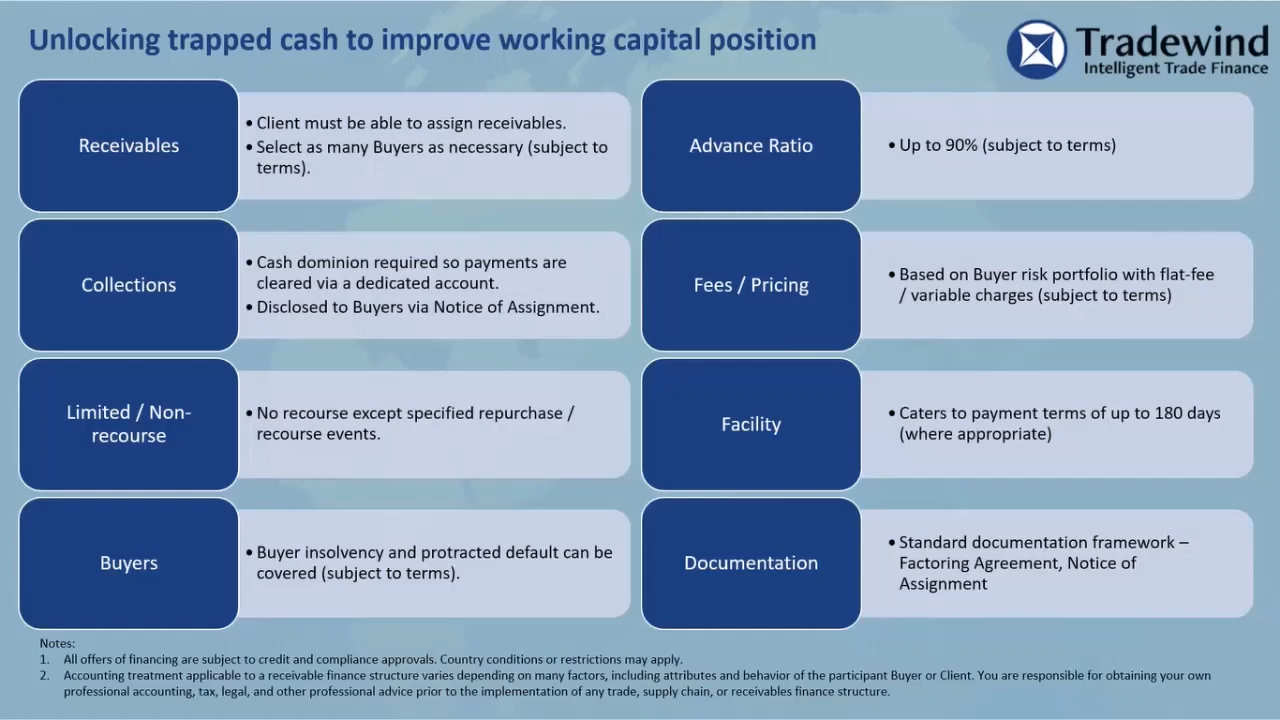 Unlocking trapped cash to improve working capital position
Tradewind
Intelligent Trade Finance
Receivables
• Client must be able to assign receivables.
• Select as many Buyers as necessary (subject to
terms).
Advance Ratio
• Up to 90% (subject to terms)
Collections
• Cash dominion required so payments are
cleared via a dedicated account.
• Disclosed to Buyers via Notice of Assignment.
Fees / Pricing
• Based on Buyer risk portfolio with flat-fee
/ variable charges (subject to terms)
Limited / Non-
recourse
• No recourse except specified repurchase /
recourse events.
Facility
• Caters to payment terms of up to 180 days
(where appropriate)
Buyers
• Buyer insolvency and protracted default can be
covered (subject to terms).
Documentation
• Standard documentation framework –
Factoring Agreement, Notice of
Assignment
Notes:
1. All offers of financing are subject to credit and compliance approvals. Country conditions or restrictions may apply.
2. Accounting treatment applicable to a receivable finance structure varies depending on many factors, including attributes and behavior of the participant Buyer or Client. You are responsible for obtaining your own
professional accounting, tax, legal, and other professional advice prior to the implementation of any trade, supply chain, or receivables finance structure.